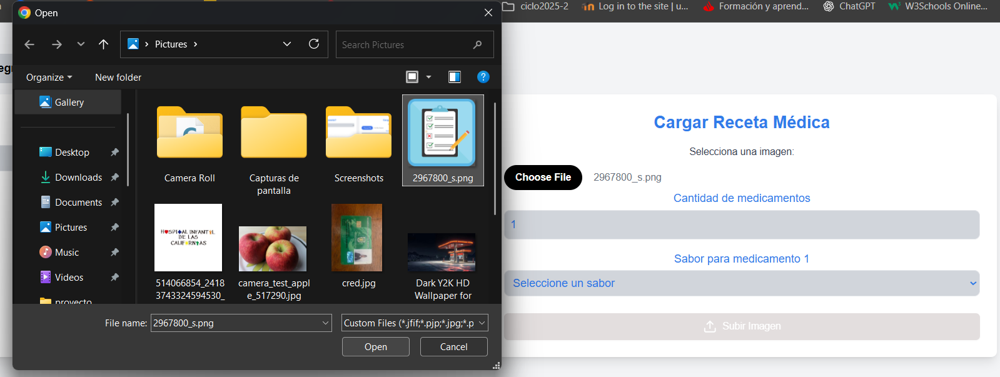 Open
ciclo2025-2
Log in to the site | u...
Formación y aprend...
ChatGPT
W3Schools Online...
Pictures
Search Pictures
Organize
New folder
Gallery
Desktop
Downloads
Documents
Pictures
Music
Videos
proyecto
Camera Roll
Capturas de
pantalla
Screenshots
2967800_s.png
HOSPITAL INFANTIL
DE LAS
CALIFORNIAS
514066854_2418
3743324594530_
camera_test_appl
e_517290.jpg
cred.jpg
Dark Y2K HD
Wallpaper for
File name:
2967800_s.png
Custom Files (*.jfif;*.pjp;*.jpg;*.p
Open
Cancel
Cargar Receta Médica
Selecciona una imagen:
Choose File
2967800_s.png
Cantidad de medicamentos
1
Sabor para medicamento 1
Seleccione un sabor
Subir Imagen